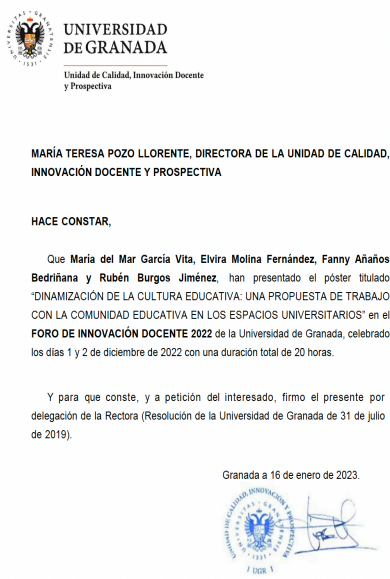 UNIVERSIDAD
DE GRANADA
Unidad de Calidad, Innovación Docente
y Prospectiva
MARÍA TERESA POZO LLORENTE, DIRECTORA DE LA UNIDAD DE CALIDAD,
INNOVACIÓN DOCENTE Y PROSPECTIVA
HACE CONSTAR,
Que María del Mar García Vita, Elvira Molina Fernández, Fanny Añaños
Bedriñana y Rubén Burgos Jiménez, han presentado el póster titulado
“DINAMIZACIÓN DE LA CULTURA EDUCATIVA: UNA PROPUESTA DE TRABAJO
CON LA COMUNIDAD EDUCATIVA EN LOS ESPACIOS UNIVERSITARIOS” en el
FORO DE INNOVACIÓN DOCENTE 2022 de la Universidad de Granada, celebrado
los días 1 y 2 de diciembre de 2022 con una duración total de 20 horas.
Y para que conste, y a petición del interesado, firmo el presente por
delegación de la Rectora (Resolución de la Universidad de Granada de 31 de julio
de 2019).
Granada a 16 de enero de 2023.
UNIDAD DE CALIDAD, INNOVACIÓN Y PROSPECTIVA
UGR